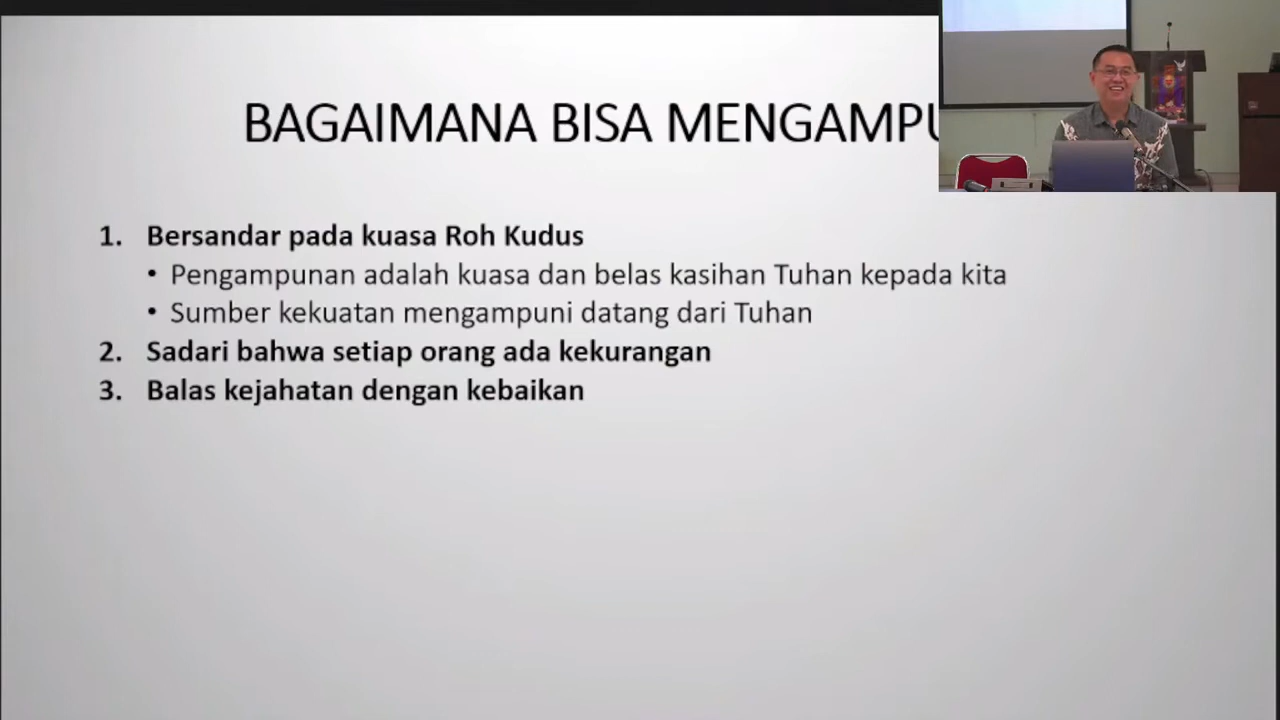 BAGAIMANA BISA
1. Bersandar pada kuasa Roh Kudus
• Pengampunan adalah kuasa dan belas kasihan Tuhan kepada kita
• Sumber kekuatan mengampuni datang dari Tuhan
2. Sadari bahwa setiap orang ada kekurangan
3. Balas kejahatan dengan kebaikan